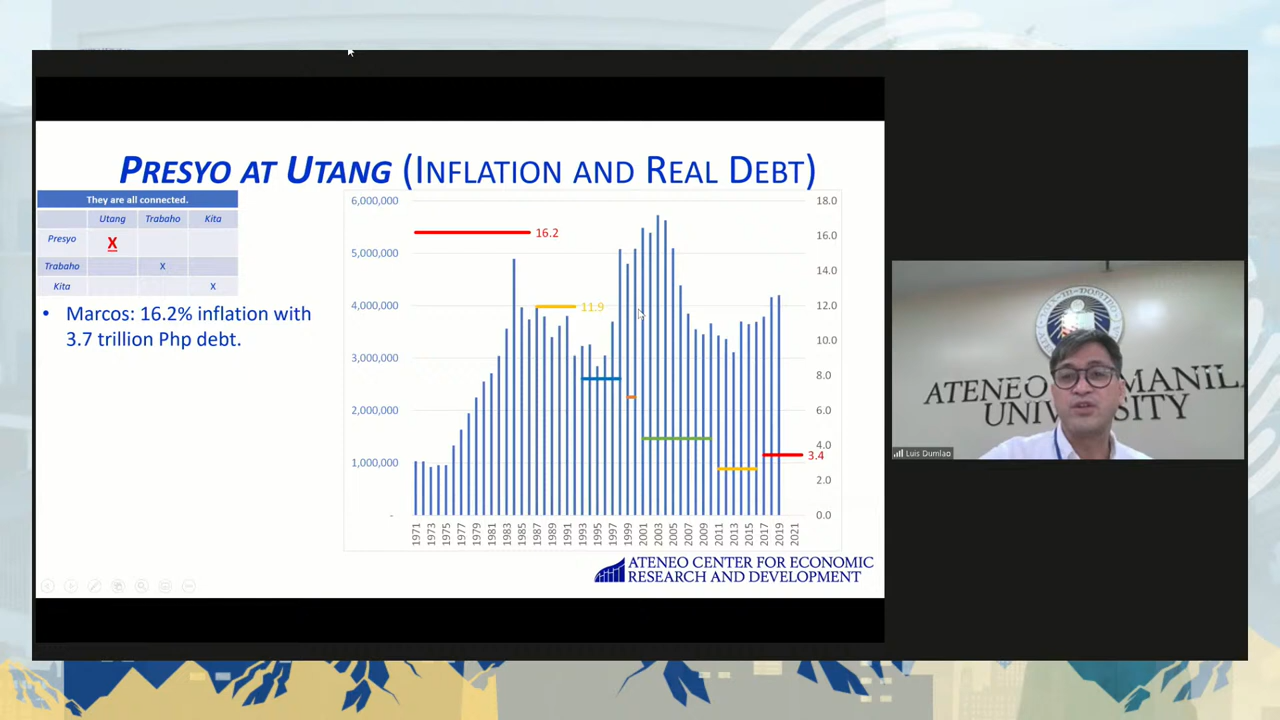 PRESYO AT UTANG (INFLATION AND REAL DEBT)
They are all connected.
Utang Trabaho Kita
Presyo X
Trabaho X
Kita X
• Marcos: 16.2% inflation with
3.7 trillion Php debt.
6,000,000
5,000,000
4,000,000
3,000,000
2,000,000
1,000,000
-
18.0
16.0
14.0
12.0
10.0
8.0
6.0
4.0
2.0
0.0
16.2
11.9
3.4
1971 1973 1975 1977 1979 1981 1983 1985 1987 1989 1991 1993 1995 1997 1999 2001 2003 2005 2007 2009 2011 2013 2015 2017 2019 2021
ATENEO CENTER FOR ECONOMIC
RESEARCH AND DEVELOPMENT
ATENEO MANILA
UNIVERSITY
Luis Dumlao